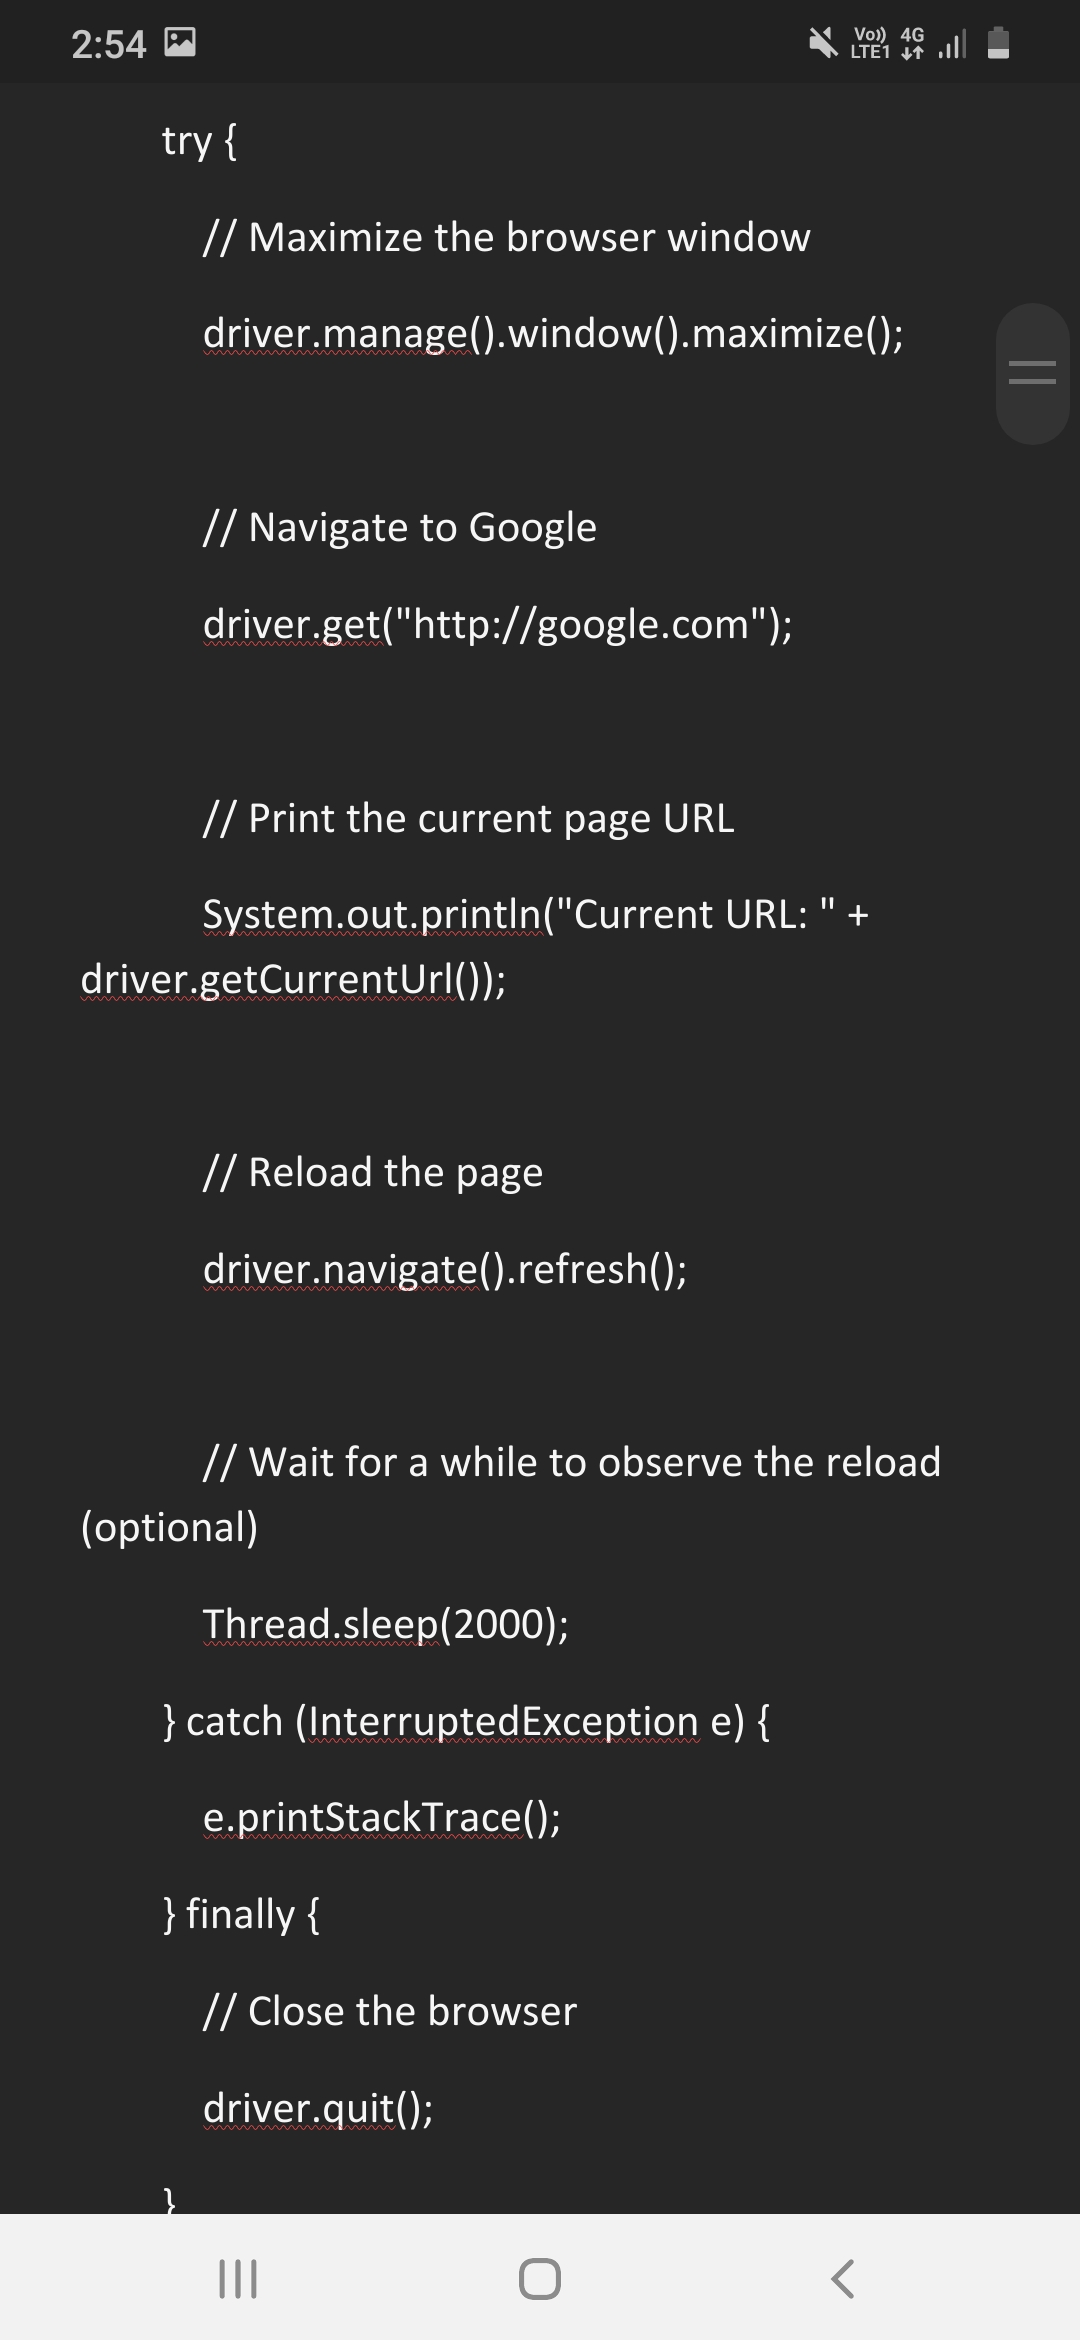 2:54
Vo)) 4G
LTE1
try {
// Maximize the browser window
driver.manage().window().maximize();
// Navigate to Google
driver.get("http://google.com");
// Print the current page URL
System.out.println("Current URL: " +
driver.getCurrentUrl());
// Reload the page
driver.navigate().refresh();
// Wait for a while to observe the reload
(optional)
Thread.sleep(2000);
} catch (InterruptedException e) {
e.printStackTrace();
} finally {
// Close the browser
driver.quit();
}